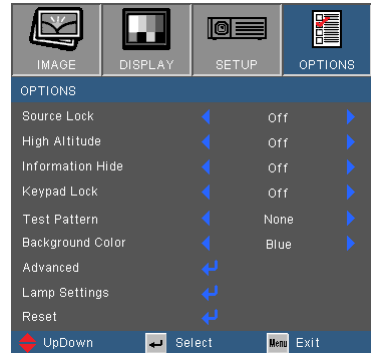 IMAGE DISPLAY SETUP OPTIONS
OPTIONS
Source Lock Off
High Altitude Off
Information Hide Off
Keypad Lock Off
Test Pattern None
Background Color Blue
Advanced
Lamp Settings
Reset
UpDown Select Menu Exit